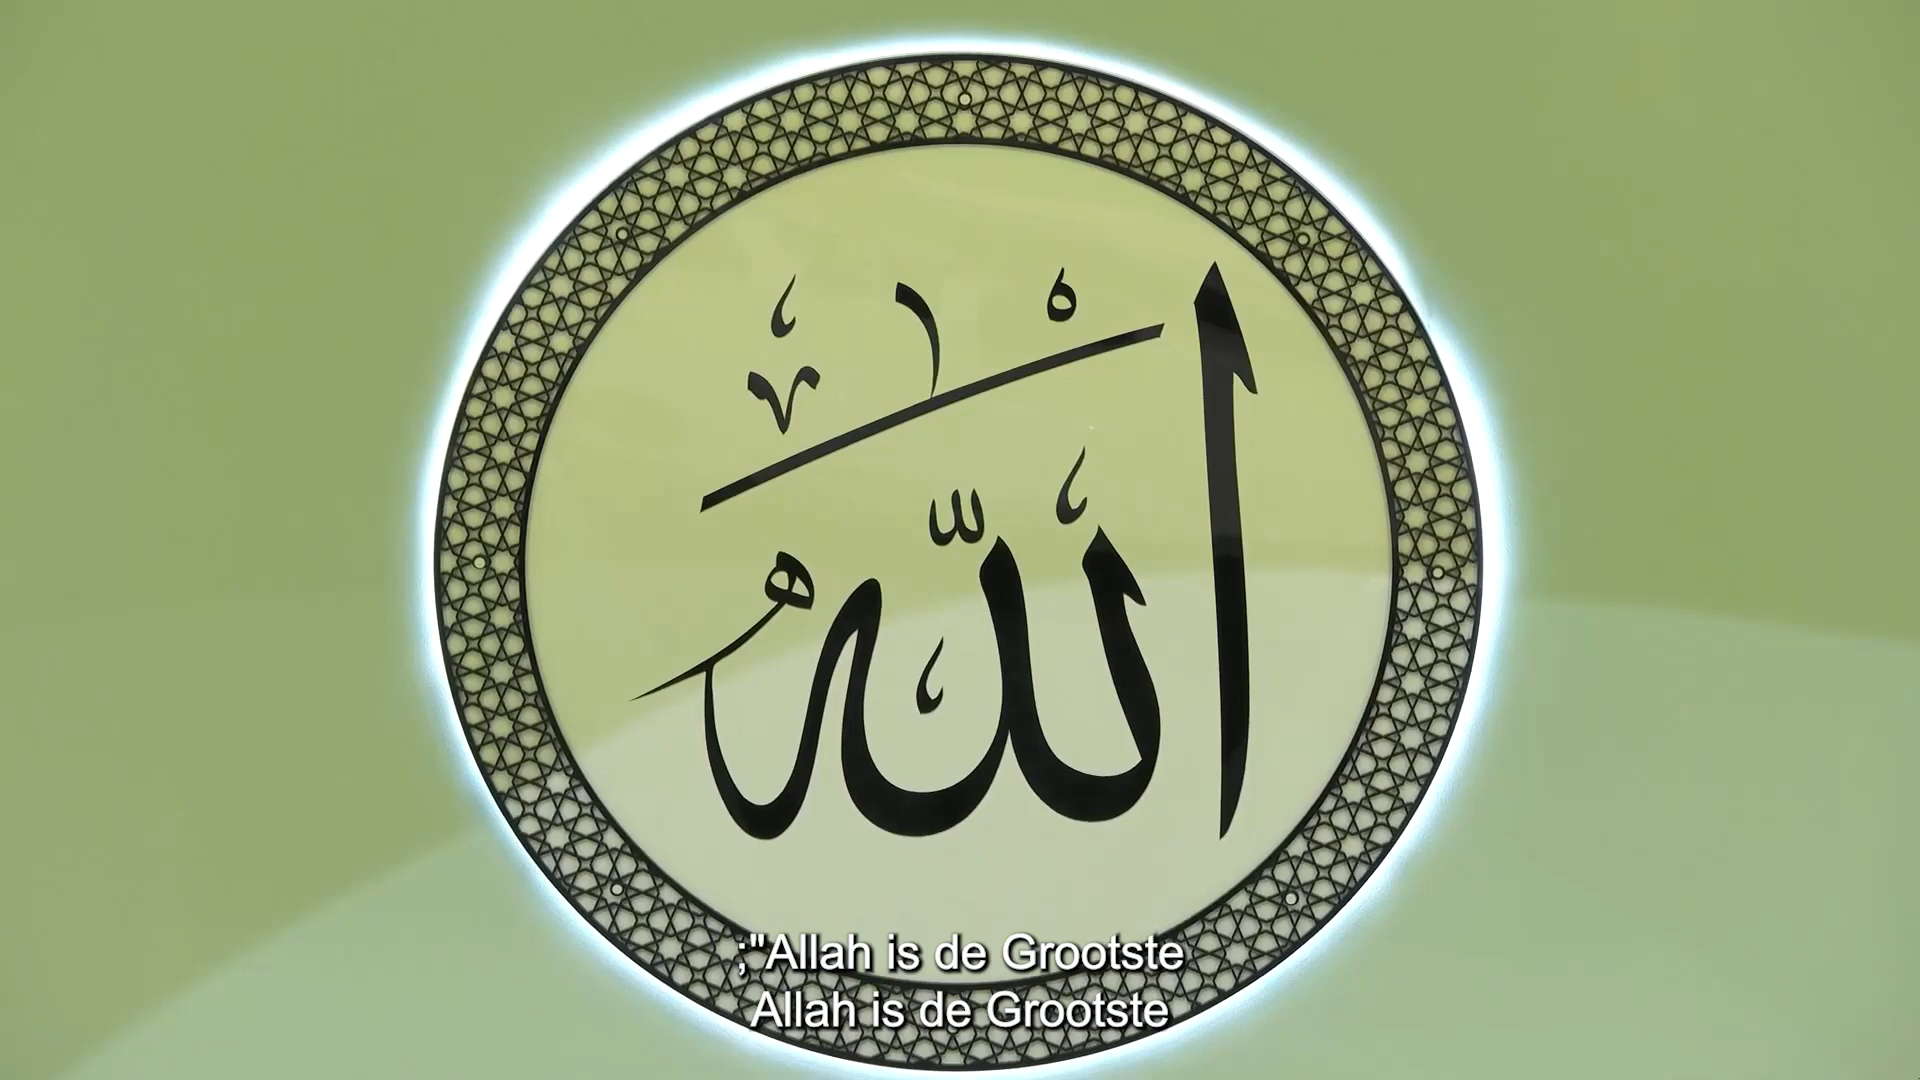 الله
;"Allah is de Grootste
Allah is de Grootste